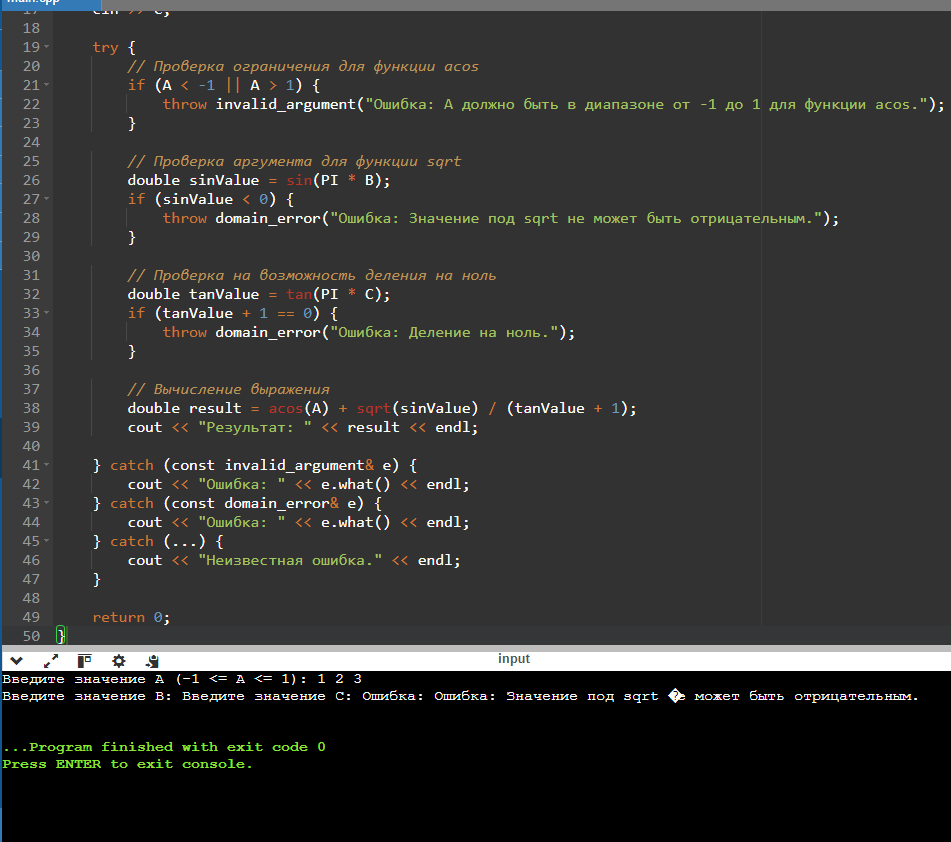 main.cpp
17 cin >> C;
18
19 try {
20 // Проверка ограничения для функции acos
21 if (A < -1 || A > 1) {
22 throw invalid_argument("Ошибка: A должно быть в диапазоне от -1 до 1 для функции acos.");
23 }
24
25 // Проверка аргумента для функции sqrt
26 double sinValue = sin(PI * B);
27 if (sinValue < 0) {
28 throw domain_error("Ошибка: Значение под sqrt не может быть отрицательным.");
29 }
30
31 // Проверка на возможность деления на ноль
32 double tanValue = tan(PI * C);
33 if (tanValue + 1 == 0) {
34 throw domain_error("Ошибка: Деление на ноль.");
35 }
36
37 // Вычисление выражения
38 double result = acos(A) + sqrt(sinValue) / (tanValue + 1);
39 cout << "Результат: " << result << endl;
40
41 } catch (const invalid_argument& e) {
42 cout << "Ошибка: " << e.what() << endl;
43 } catch (const domain_error& e) {
44 cout << "Ошибка: " << e.what() << endl;
45 } catch (...) {
46 cout << "Неизвестная ошибка." << endl;
47 }
48
49 return 0;
50 }
input
Введите значение A (-1 <= A <= 1): 1 2 3
Введите значение B: Введите значение C: Ошибка: Ошибка: Значение под sqrt �е может быть отрицательным.
...Program finished with exit code 0
Press ENTER to exit console.